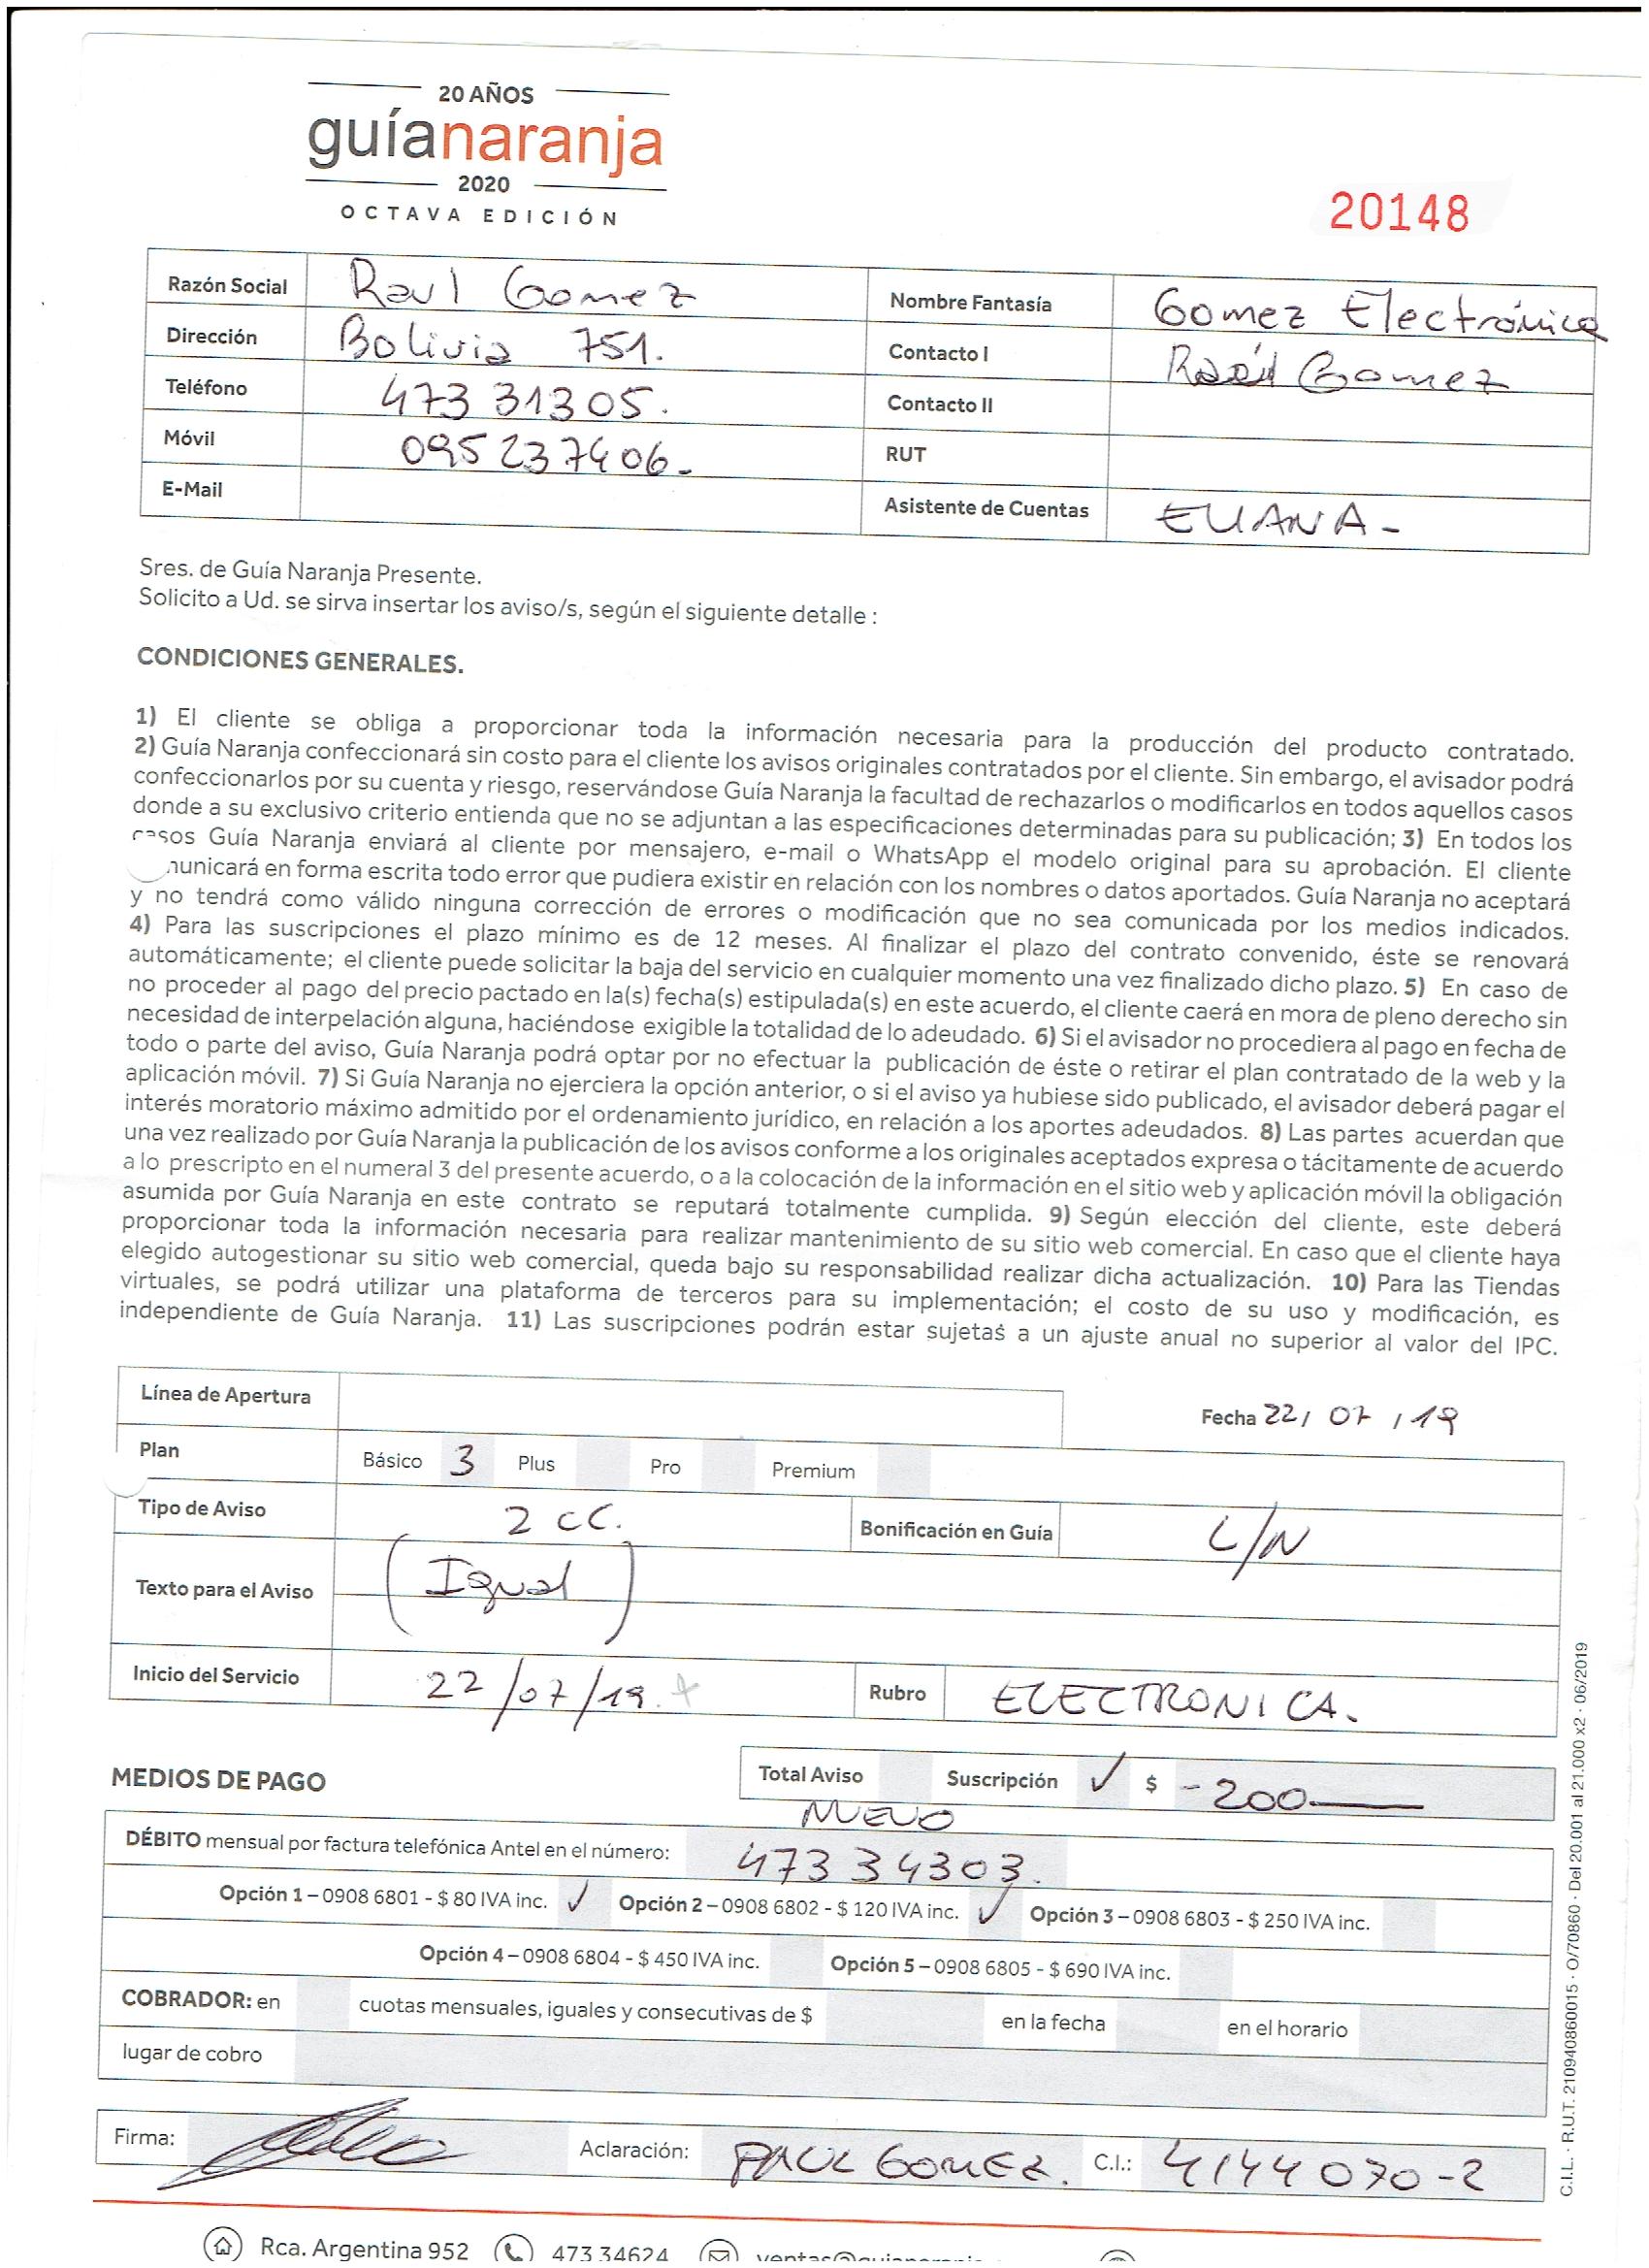 20 AÑOS
guíanaranja
2020
OCTAVA EDICIÓN
20148
Razón Social Raul Gomez Nombre Fantasía Gomez Electrónica
Dirección Bolivia 751. Contacto I Raúl Gomez
Teléfono 473 31305. Contacto II
Móvil 095 237406. RUT
E-Mail Asistente de Cuentas ELIANA -
Sres. de Guía Naranja Presente.
Solicito a Ud. se sirva insertar los aviso/s, según el siguiente detalle :
CONDICIONES GENERALES.
1) El cliente se obliga a proporcionar toda la información necesaria para la producción del producto contratado.
2) Guía Naranja confeccionará sin costo para el cliente los avisos originales contratados por el cliente. Sin embargo, el avisador podrá
confeccionarlos por su cuenta y riesgo, reservándose Guía Naranja la facultad de rechazarlos o modificarlos en todos aquellos casos
donde a su exclusivo criterio entienda que no se adjuntan a las especificaciones determinadas para su publicación; 3) En todos los
casos Guía Naranja enviará al cliente por mensajero, e-mail o WhatsApp el modelo original para su aprobación. El cliente
municará en forma escrita todo error que pudiera existir en relación con los nombres o datos aportados. Guía Naranja no aceptará
y no tendrá como válido ninguna corrección de errores o modificación que no sea comunicada por los medios indicados.
4) Para las suscripciones el plazo mínimo es de 12 meses. Al finalizar el plazo del contrato convenido, éste se renovará
automáticamente; el cliente puede solicitar la baja del servicio en cualquier momento una vez finalizado dicho plazo. 5) En caso de
no proceder al pago del precio pactado en la(s) fecha(s) estipulada(s) en este acuerdo, el cliente caerá en mora de pleno derecho sin
necesidad de interpelación alguna, haciéndose exigible la totalidad de lo adeudado. 6) Si el avisador no procediera al pago en fecha de
todo o parte del aviso, Guía Naranja podrá optar por no efectuar la publicación de éste o retirar el plan contratado de la web y la
aplicación móvil. 7) Si Guía Naranja no ejerciera la opción anterior, o si el aviso ya hubiese sido publicado, el avisador deberá pagar el
interés moratorio máximo admitido por el ordenamiento jurídico, en relación a los aportes adeudados. 8) Las partes acuerdan que
una vez realizado por Guía Naranja la publicación de los avisos conforme a los originales aceptados expresa o tácitamente de acuerdo
a lo prescripto en el numeral 3 del presente acuerdo, o a la colocación de la información en el sitio web y aplicación móvil la obligación
asumida por Guía Naranja en este contrato se reputará totalmente cumplida. 9) Según elección del cliente, este deberá
proporcionar toda la información necesaria para realizar mantenimiento de su sitio web comercial. En caso que el cliente haya
elegido autogestionar su sitio web comercial, queda bajo su responsabilidad realizar dicha actualización. 10) Para las Tiendas
virtuales, se podrá utilizar una plataforma de terceros para su implementación; el costo de su uso y modificación, es
independiente de Guía Naranja. 11) Las suscripciones podrán estar sujetas a un ajuste anual no superior al valor del IPC.
Línea de Apertura
Fecha 22/ 07 / 19
Plan Básico 3 Plus Pro Premium
Tipo de Aviso 2 CC. Bonificación en Guía L/N
Texto para el Aviso (Igual)
Inicio del Servicio 22/07/19. Rubro ELECTRONICA.
MEDIOS DE PAGO Total Aviso Suscripción ✓ $ - 200
NUEVO
DÉBITO mensual por factura telefónica Antel en el número: 473 34303.
Opción 1 – 0908 6801 - $ 80 IVA inc. ✓ Opción 2 – 0908 6802 - $ 120 IVA inc. ✓ Opción 3 – 0908 6803 - $ 250 IVA inc.
Opción 4 – 0908 6804 - $ 450 IVA inc. Opción 5 – 0908 6805 - $ 690 IVA inc.
COBRADOR: en cuotas mensuales, iguales y consecutivas de $ en la fecha en el horario
lugar de cobro
Firma: Aclaración: RAUL GOMEZ. C.I.: 4144070-2
Rca. Argentina 952 473 34624
C.I.L. · R.U.T. 210940860015 · O/70860 · Del 20.001 al 21.000 x2 · 06/2019